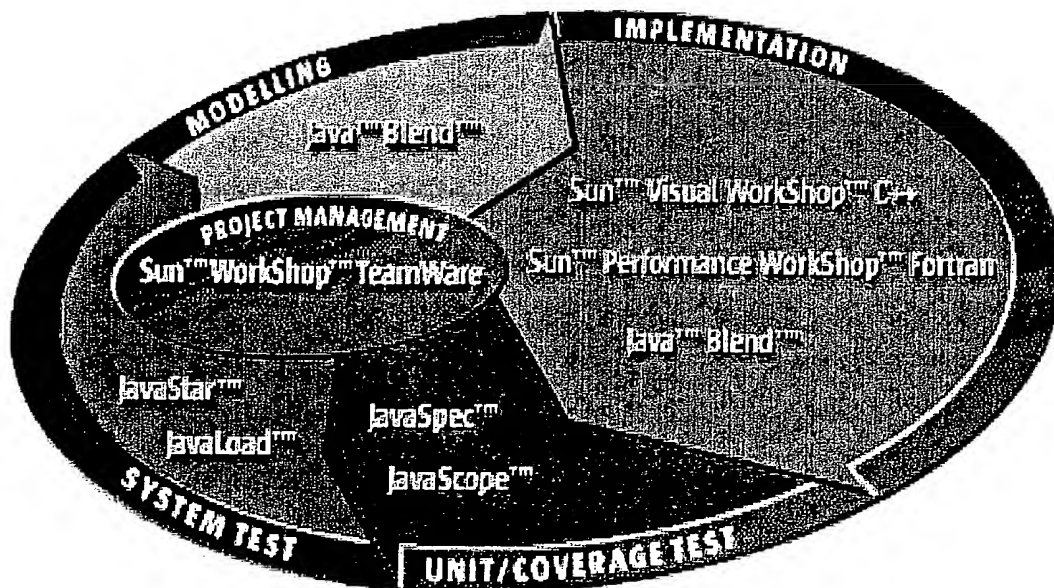 IMPLEMENTATION
MODELLING
Java™ Blend™
Sun™ Visual WorkShop™ C++
PROJECT MANAGEMENT
Sun™ WorkShop™ TeamWare
Sun™ Performance WorkShop™ Fortran
Java™ Blend™
JavaStar™
JavaSpec™
JavaLoad™
JavaScope™
SYSTEM TEST
UNIT/COVERAGE TEST